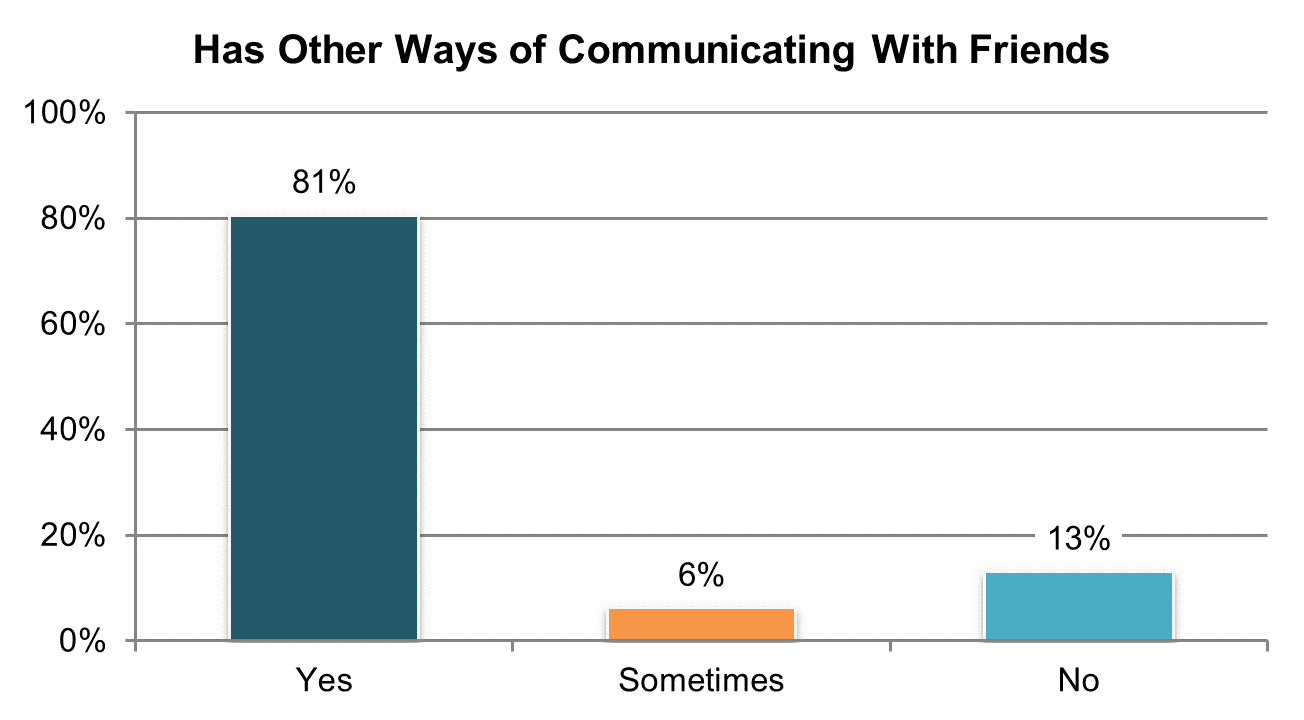 Has Other Ways of Communicating With Friends
100%
81%
80%
60%
40%
20%
13%
6%
0%
Yes
Sometimes
No